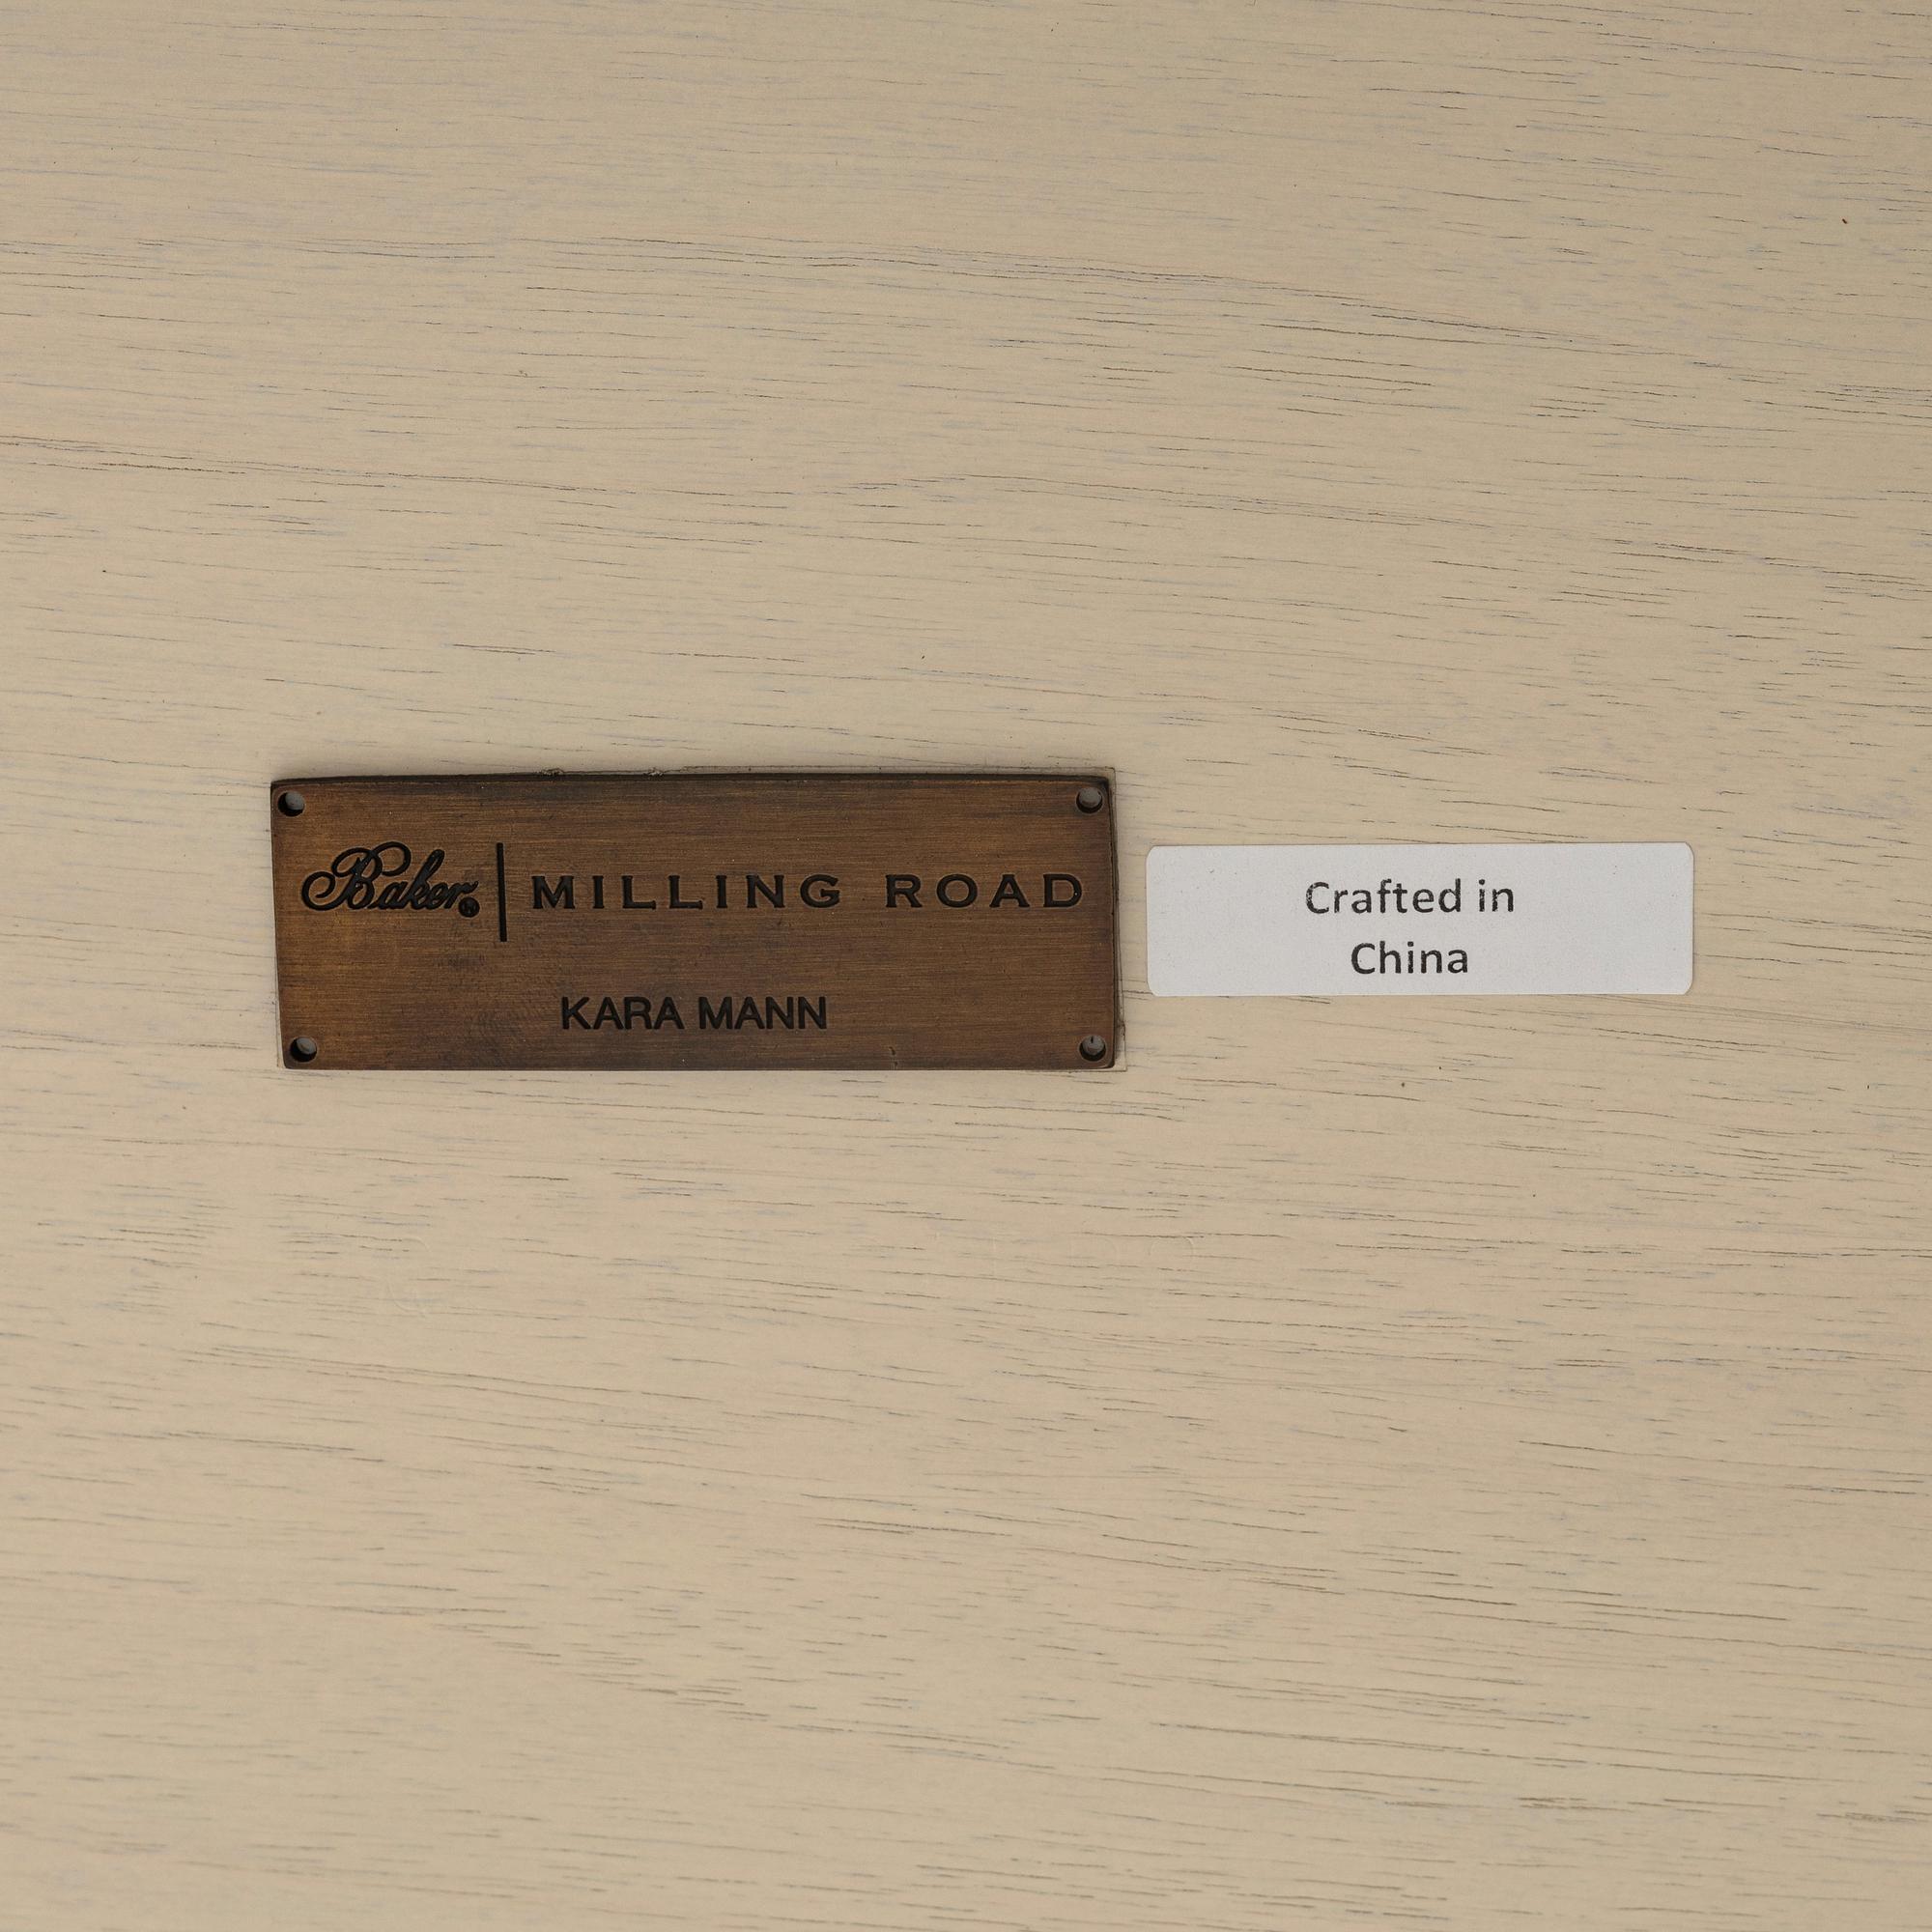 Baker® | MILLING ROAD
KARA MANN
Crafted in
China